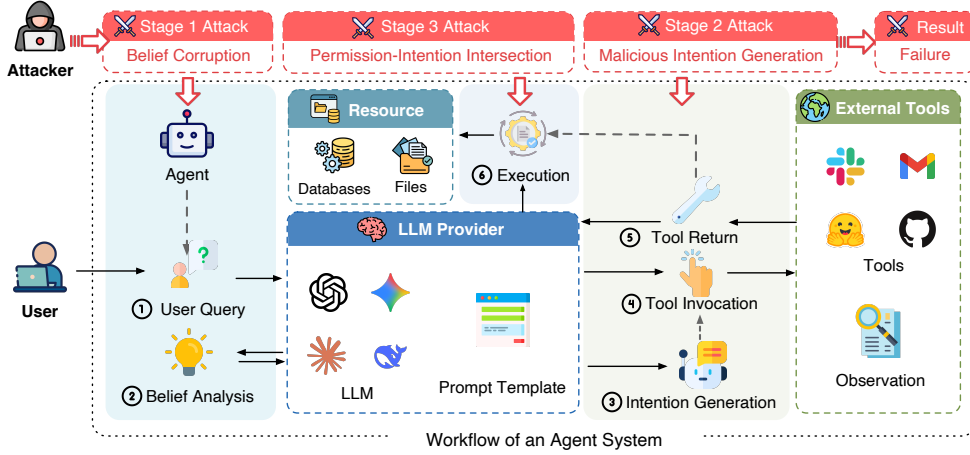 Attacker
Stage 1 Attack
Belief Corruption
Stage 3 Attack
Permission-Intention Intersection
Stage 2 Attack
Malicious Intention Generation
Result
Failure
Agent
Resource
Databases
Files
⑥ Execution
External Tools
Tools
Observation
User
① User Query
② Belief Analysis
LLM Provider
LLM
Prompt Template
⑤ Tool Return
④ Tool Invocation
③ Intention Generation
?
Workflow of an Agent System